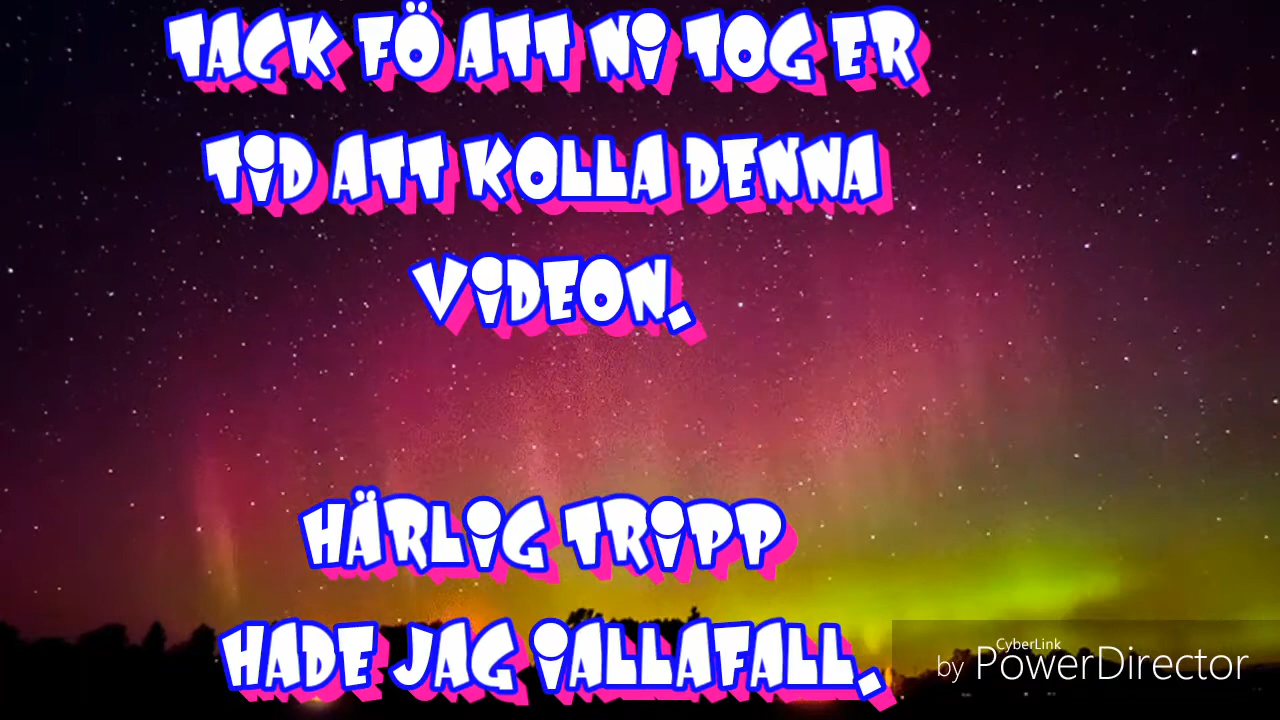 TACK FÖ ATT NI TOG ER
TID ATT KOLLA DENNA
VIDEON.
HÄRLIG TRIPP
HADE JAG IALLAFALL.
CyberLink
by PowerDirector